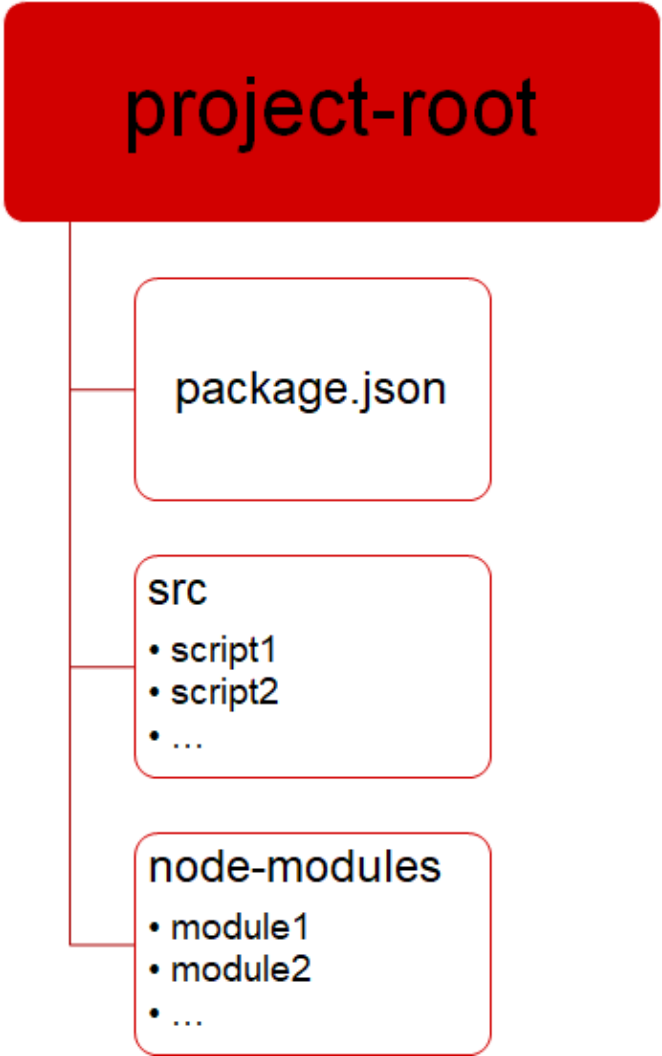 project-root
package.json
src
• script1
• script2
• ...
node-modules
• module1
• module2
• ...